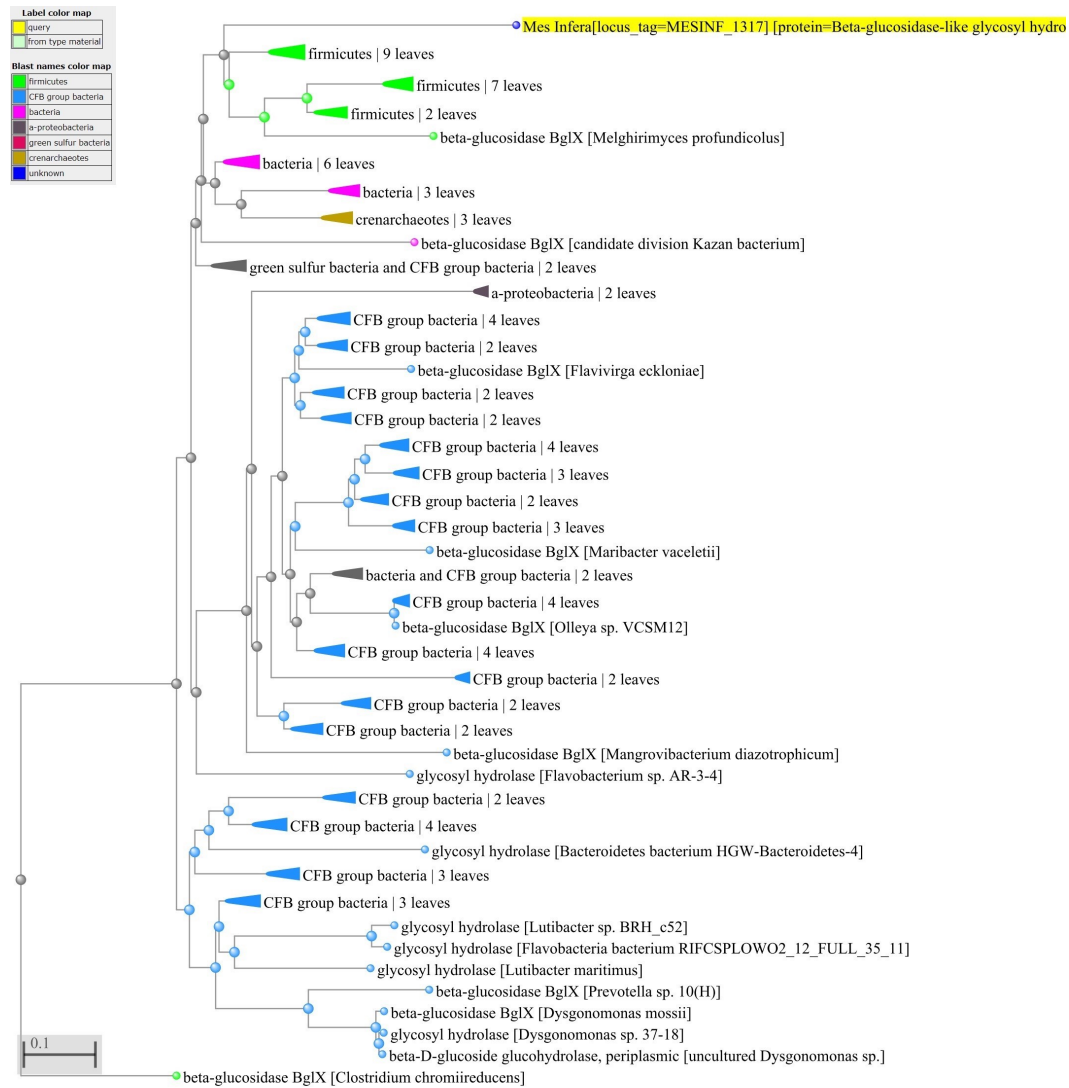 Label color map
query
from type material
Blast names color map
firmicutes
CFB group bacteria
bacteria
a-proteobacteria
green sulfur bacteria
crenarchaeotes
unknown
Mes Infera[locus_tag=MESINF_1317] [protein=Beta-glucosidase-like glycosyl hydro
firmicutes | 9 leaves
firmicutes | 7 leaves
firmicutes | 2 leaves
beta-glucosidase BglX [Melghirimyces profundicolus]
bacteria | 6 leaves
bacteria | 3 leaves
crenarchaeotes | 3 leaves
beta-glucosidase BglX [candidate division Kazan bacterium]
green sulfur bacteria and CFB group bacteria | 2 leaves
a-proteobacteria | 2 leaves
CFB group bacteria | 4 leaves
CFB group bacteria | 2 leaves
beta-glucosidase BglX [Flavivirga eckloniae]
CFB group bacteria | 2 leaves
CFB group bacteria | 2 leaves
CFB group bacteria | 4 leaves
CFB group bacteria | 3 leaves
CFB group bacteria | 2 leaves
CFB group bacteria | 3 leaves
beta-glucosidase BglX [Maribacter vaceletii]
bacteria and CFB group bacteria | 2 leaves
CFB group bacteria | 4 leaves
beta-glucosidase BglX [Olleya sp. VCSM12]
CFB group bacteria | 4 leaves
CFB group bacteria | 2 leaves
CFB group bacteria | 2 leaves
CFB group bacteria | 2 leaves
beta-glucosidase BglX [Mangrovibacterium diazotrophicum]
glycosyl hydrolase [Flavobacterium sp. AR-3-4]
CFB group bacteria | 2 leaves
CFB group bacteria | 4 leaves
glycosyl hydrolase [Bacteroidetes bacterium HGW-Bacteroidetes-4]
CFB group bacteria | 3 leaves
CFB group bacteria | 3 leaves
glycosyl hydrolase [Lutibacter sp. BRH_c52]
glycosyl hydrolase [Flavobacteria bacterium RIFCSPLOWO2_12_FULL_35_11]
glycosyl hydrolase [Lutibacter maritimus]
beta-glucosidase BglX [Prevotella sp. 10(H)]
beta-glucosidase BglX [Dysgonomonas mossii]
glycosyl hydrolase [Dysgonomonas sp. 37-18]
beta-D-glucoside glucohydrolase, periplasmic [uncultured Dysgonomonas sp.]
0.1
beta-glucosidase BglX [Clostridium chromiireducens]